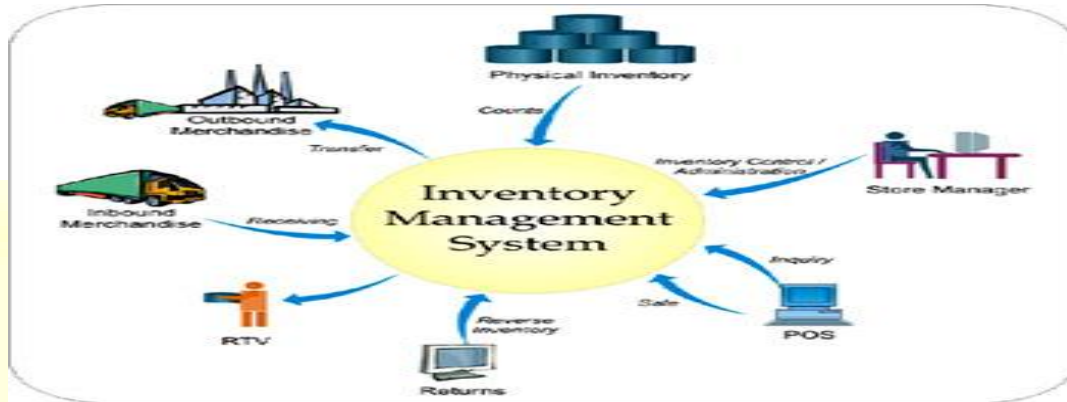 Physical Inventory
Counts
Outbound
Merchandise
Transfer
Inventory Control /
Administration
Store Manager
Inbound
Merchandise
Receiving
Inventory
Management
System
Inquiry
Sale
POS
RTV
Reverse
Inventory
Returns